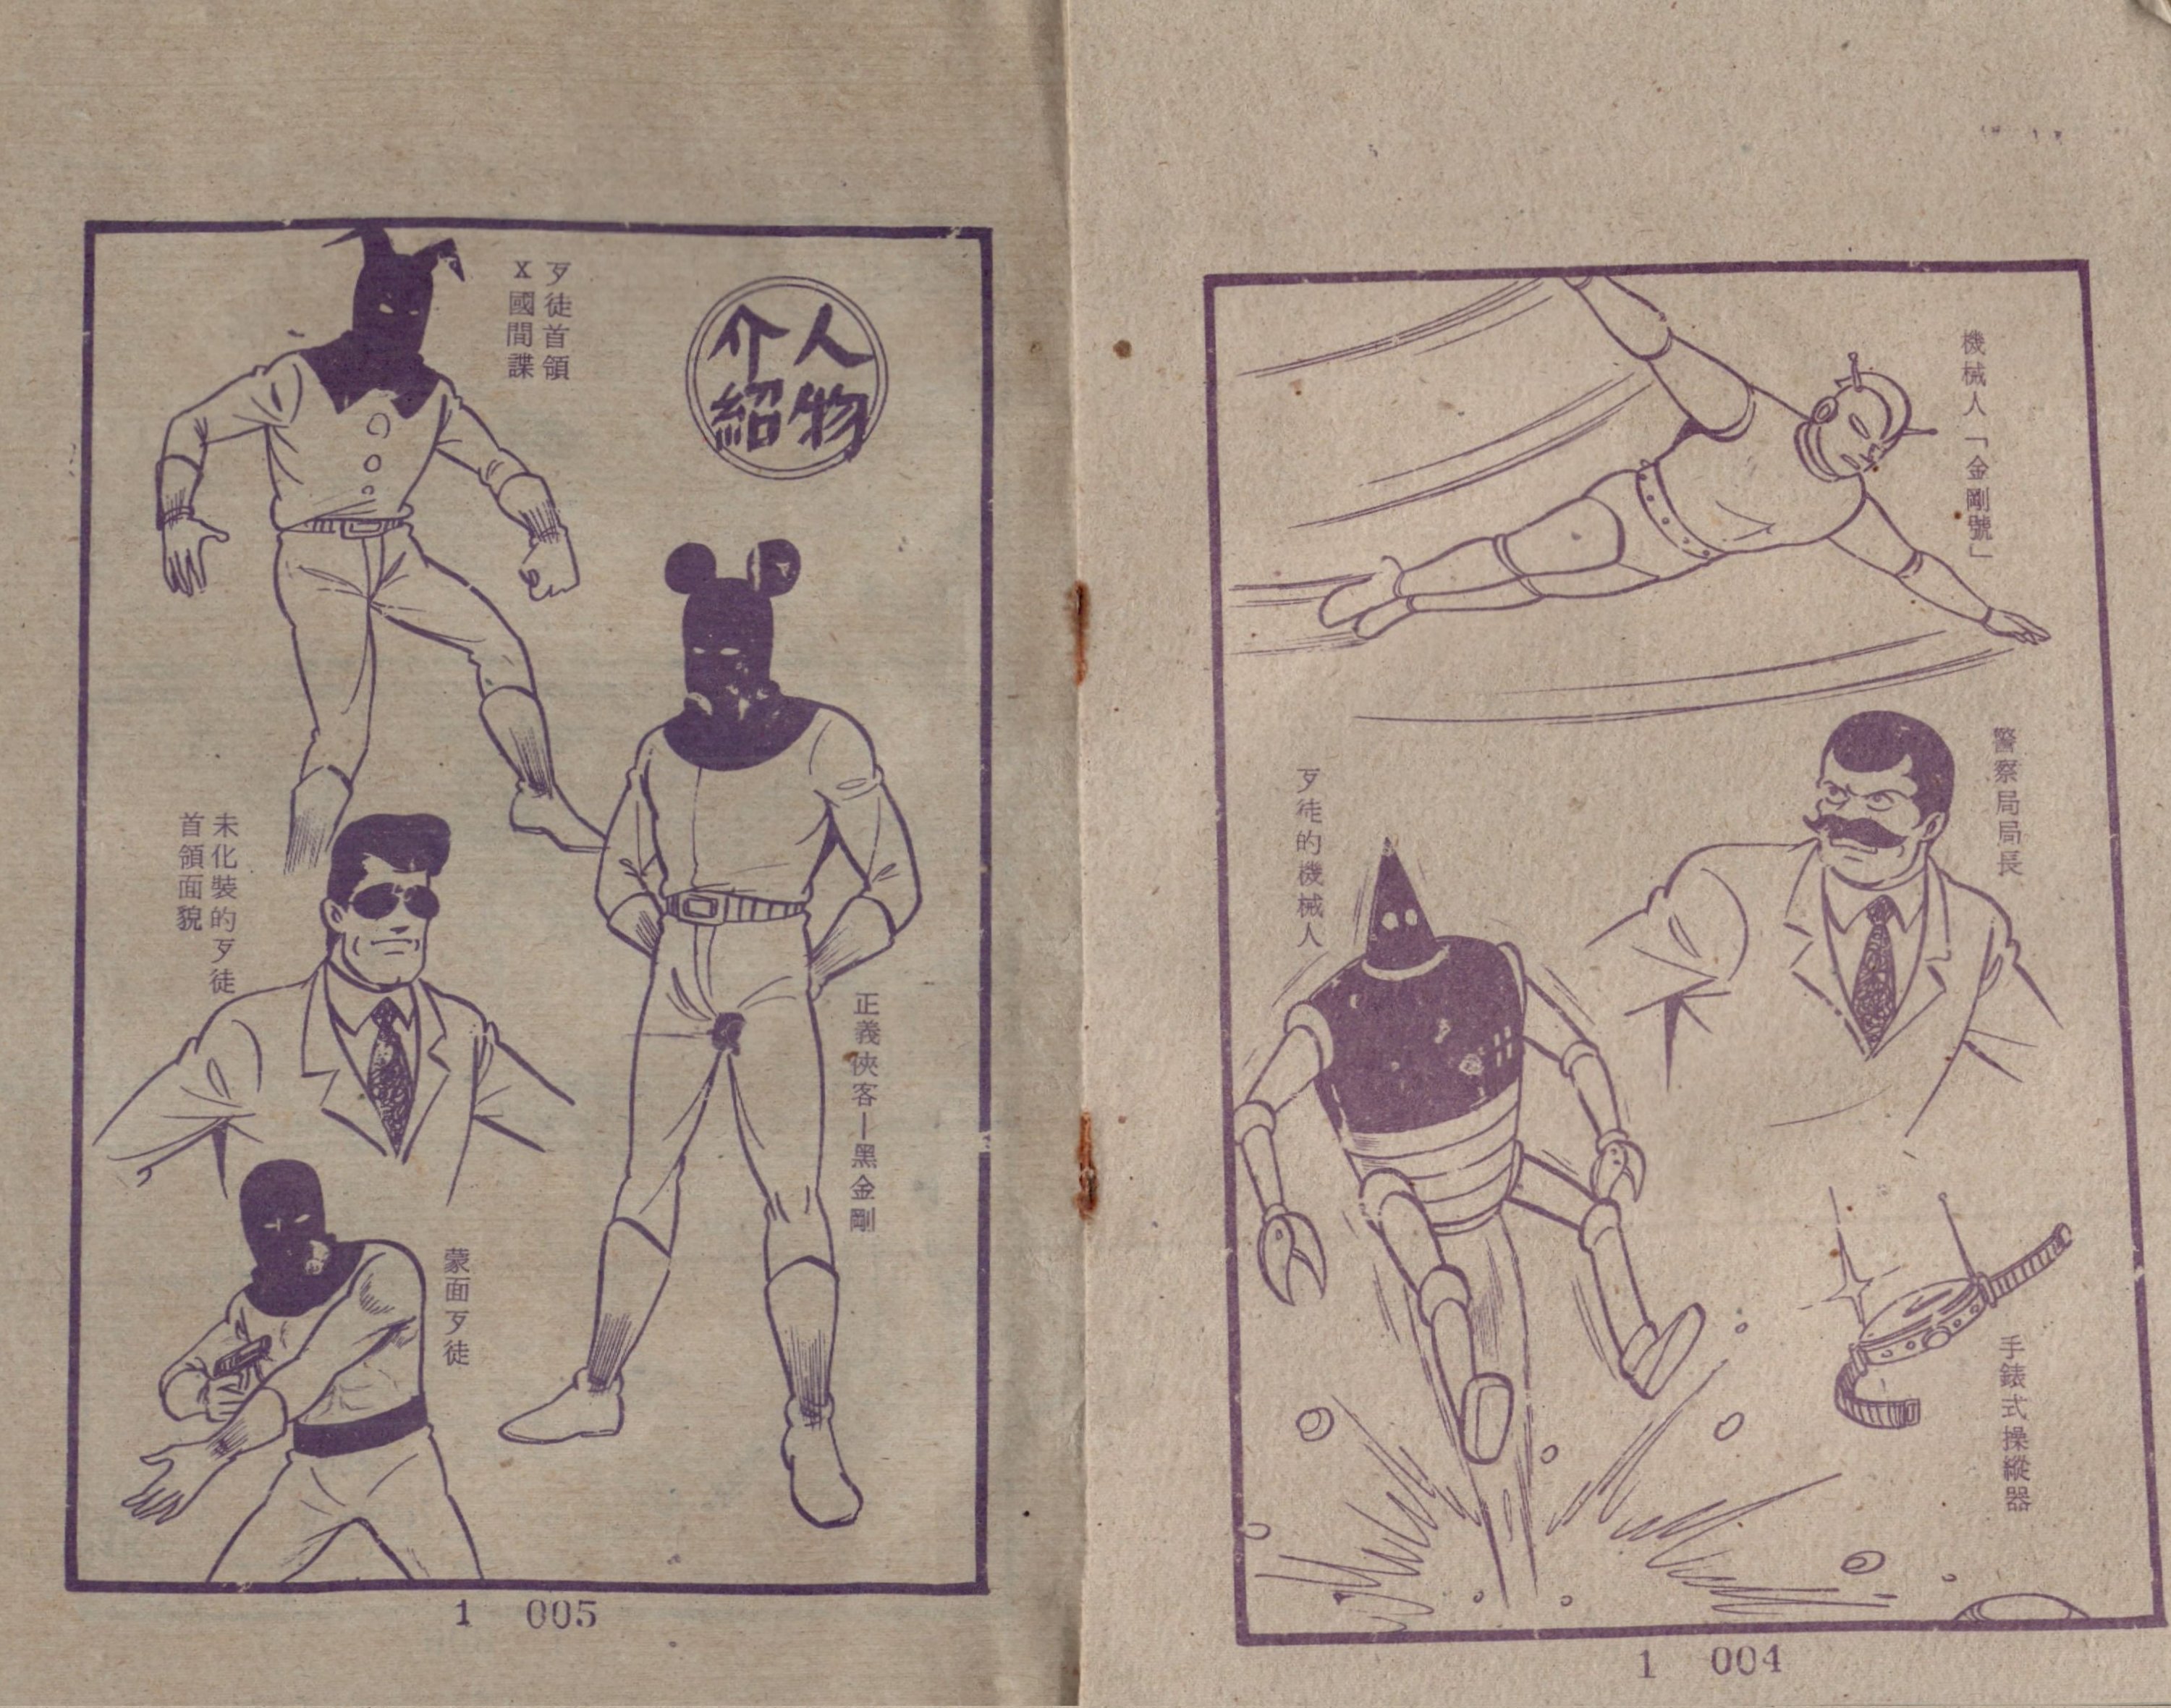 機械人「金剛號」
警察局局長
歹徒的機械人
手錶式操縱器
1 004
人物
介紹
歹徒首領
x國間諜
正義俠客—黑金剛
未化裝的歹徒
首領面貌
蒙面歹徒
1 005